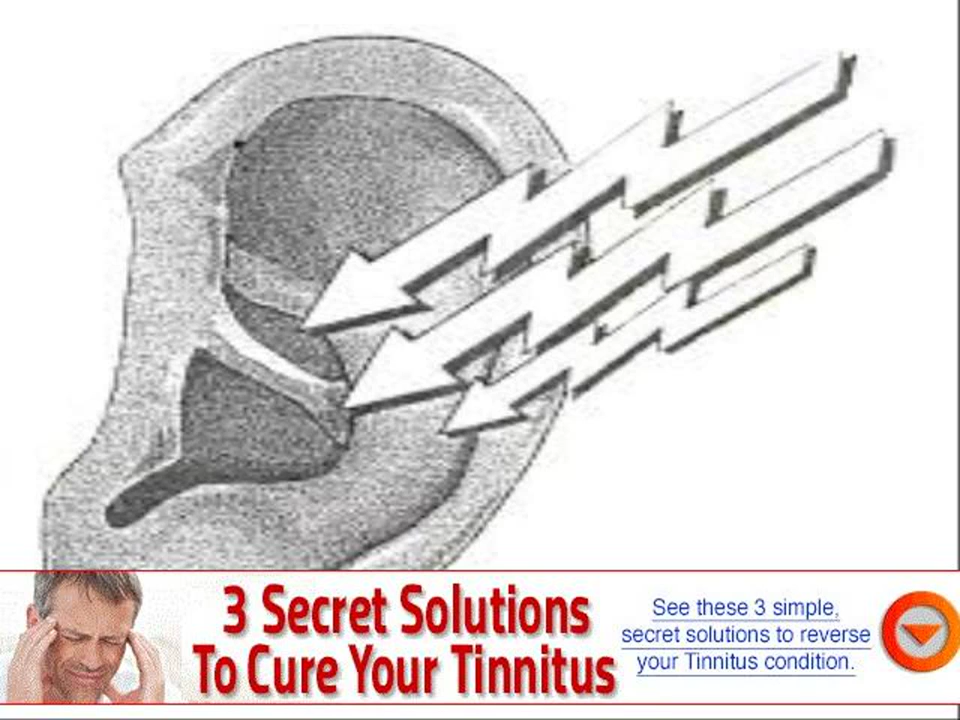 3 Secret Solutions
To Cure Your Tinnitus
See these 3 simple,
secret solutions to reverse
your Tinnitus condition.